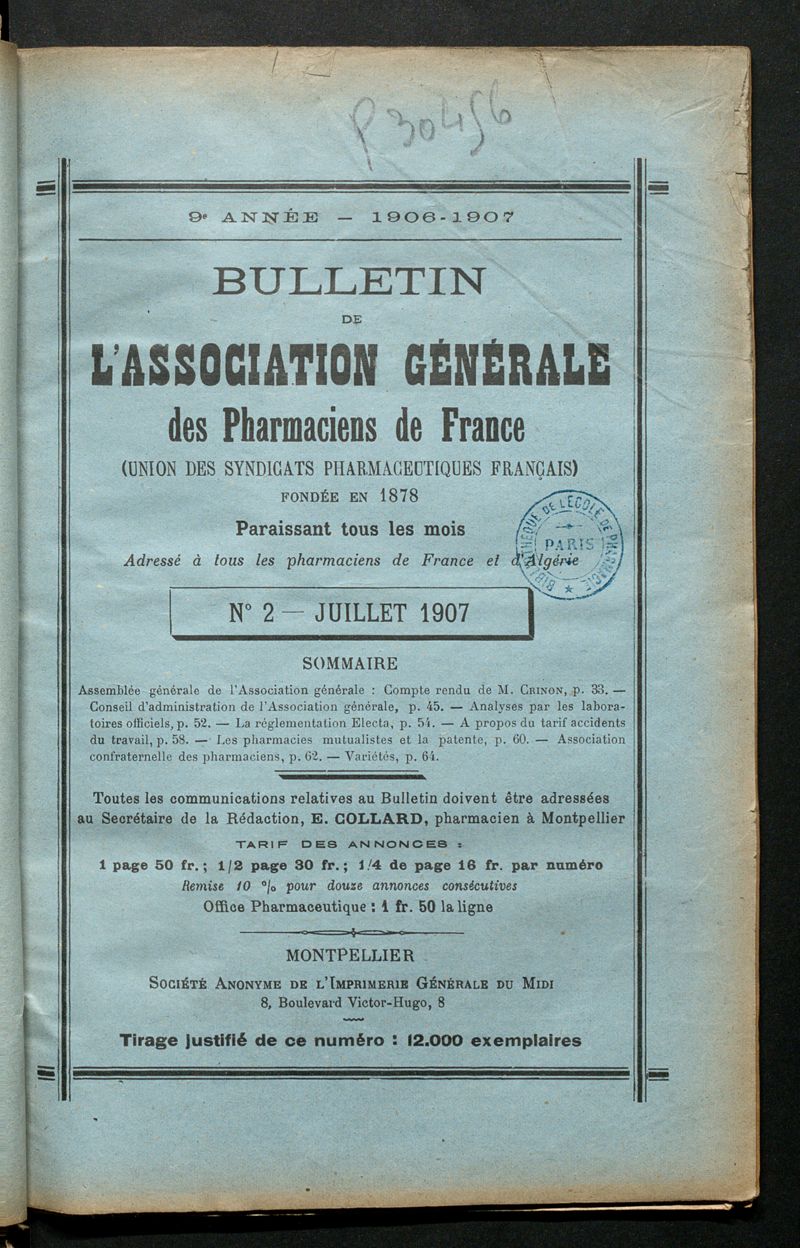 P 30456
9e ANNÉE — 1906-1907
BULLETIN
DE
L'ASSOCIATION GÉNÉRALE
des Pharmaciens de France
(UNION DES SYNDICATS PHARMACEUTIQUES FRANÇAIS)
FONDÉE EN 1878
Paraissant tous les mois
Adressé à tous les pharmaciens de France et d'Algérie
BIBLIOTHÈQUE DE L'ÉCOLE DE PHARMACIE
PARIS
N° 2 — JUILLET 1907
SOMMAIRE
Assemblée générale de l'Association générale : Compte rendu de M. CRINON, p. 33. —
Conseil d'administration de l'Association générale, p. 45. — Analyses par les labora-
toires officiels, p. 52. — La réglementation Electa, p. 54. — A propos du tarif accidents
du travail, p. 58. — Les pharmacies mutualistes et la patente, p. 60. — Association
confraternelle des pharmaciens, p. 62. — Variétés, p. 64.
Toutes les communications relatives au Bulletin doivent être adressées
au Secrétaire de la Rédaction, E. COLLARD, pharmacien à Montpellier
TARIF DES ANNONCES :
1 page 50 fr. ; 1/2 page 30 fr. ; 1/4 de page 16 fr. par numéro
Remise 10 % pour douze annonces consécutives
Office Pharmaceutique : 1 fr. 50 la ligne
MONTPELLIER
SOCIÉTÉ ANONYME DE L'IMPRIMERIE GÉNÉRALE DU MIDI
8, Boulevard Victor-Hugo, 8
Tirage justifié de ce numéro : 12.000 exemplaires